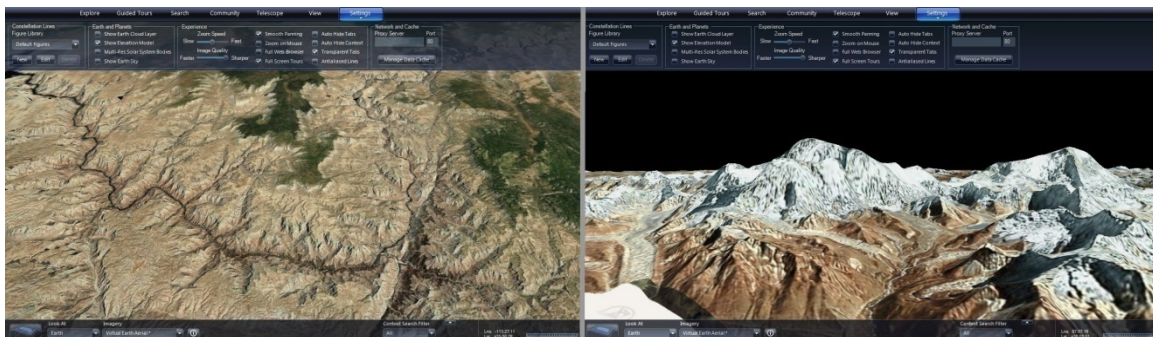 Explore Guided Tours Search Community Telescope View Settings
Constellation Lines Earth and Planets Experience Network and Cache
Figure Library Show Earth Cloud Layer Zoom Speed Smooth Panning Auto Hide Tabs Proxy Server Port
Default Figures Show Elevation Model Slow Fast Zoom on Mouse Auto Hide Context 80
Multi-Res Solar System Bodies Image Quality Full Web Browser Transparent Tabs
New Edit Delete Show Earth Sky Faster Sharper Full Screen Tours Antialiased Lines Manage Data Cache
Look At Imagery Context Search Filter
Earth Virtual Earth Aerial* All
Explore Guided Tours Search Community Telescope View Settings
Constellation Lines Earth and Planets Experience Network and Cache
Figure Library Show Earth Cloud Layer Zoom Speed Smooth Panning Auto Hide Tabs Proxy Server Port
Default Figures Show Elevation Model Slow Fast Zoom on Mouse Auto Hide Context 80
Multi-Res Solar System Bodies Image Quality Full Web Browser Transparent Tabs
New Edit Delete Show Earth Sky Faster Sharper Full Screen Tours Antialiased Lines Manage Data Cache
Look At Imagery Context Search Filter
Earth Virtual Earth Aerial* All